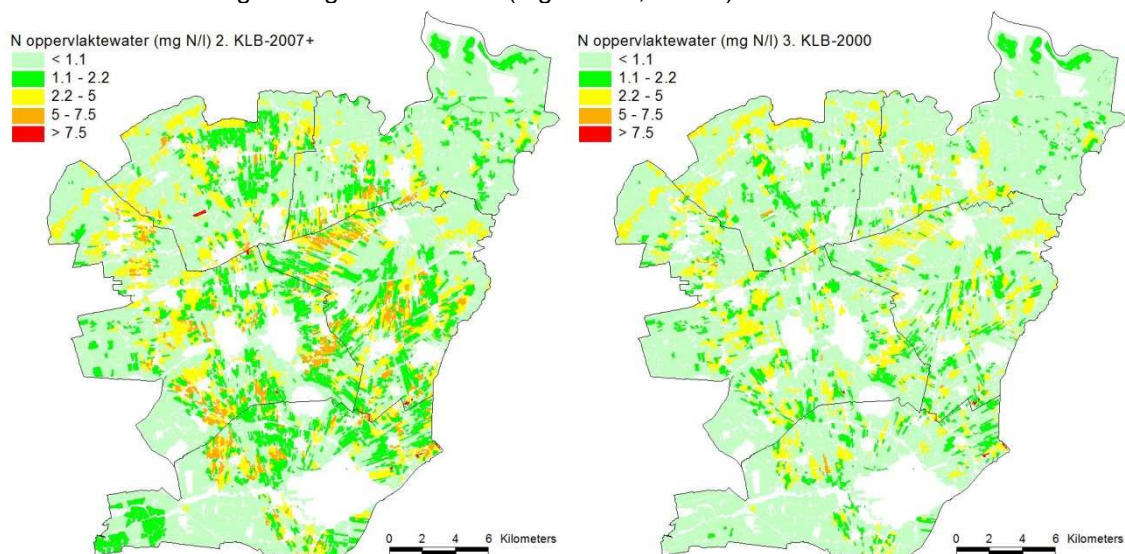 N oppervlaktewater (mg N/l) 2. KLB-2007+
< 1.1
1.1 - 2.2
2.2 - 5
5 - 7.5
> 7.5
0 2 4 6 Kilometers
N oppervlaktewater (mg N/l) 3. KLB-2000
< 1.1
1.1 - 2.2
2.2 - 5
5 - 7.5
> 7.5
0 2 4 6 Kilometers